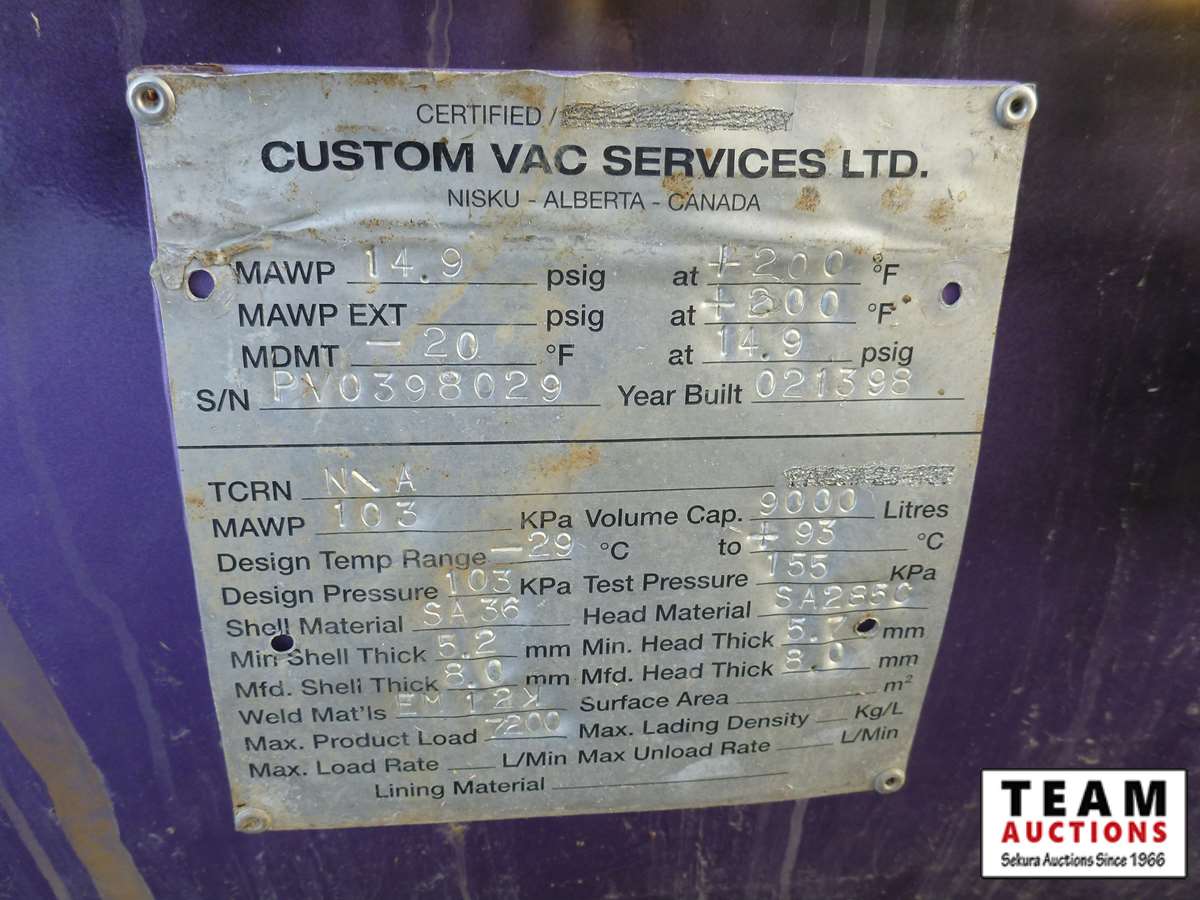 CERTIFIED /
CUSTOM VAC SERVICES LTD.
NISKU - ALBERTA - CANADA
MAWP 14.9 psig at +200 °F
MAWP EXT psig at +200 °F
MDMT -20 °F at 14.9 psig
S/N PV0398029 Year Built 021398
TCRN N\A
MAWP 103 KPa Volume Cap. 9000 Litres
Design Temp Range -29 °C to +93 °C
Design Pressure 103 KPa Test Pressure 155 KPa
Shell Material SA36 Head Material SA285C
Min Shell Thick 5.2 mm Min. Head Thick 5.7 mm
Mfd. Shell Thick 8.0 mm Mfd. Head Thick 8.0 mm
Weld Mat'ls EM12K Surface Area m²
Max. Product Load 7200 Max. Lading Density Kg/L
Max. Load Rate L/Min Max Unload Rate L/Min
Lining Material
TEAM
AUCTIONS
Sekura Auctions Since 1966